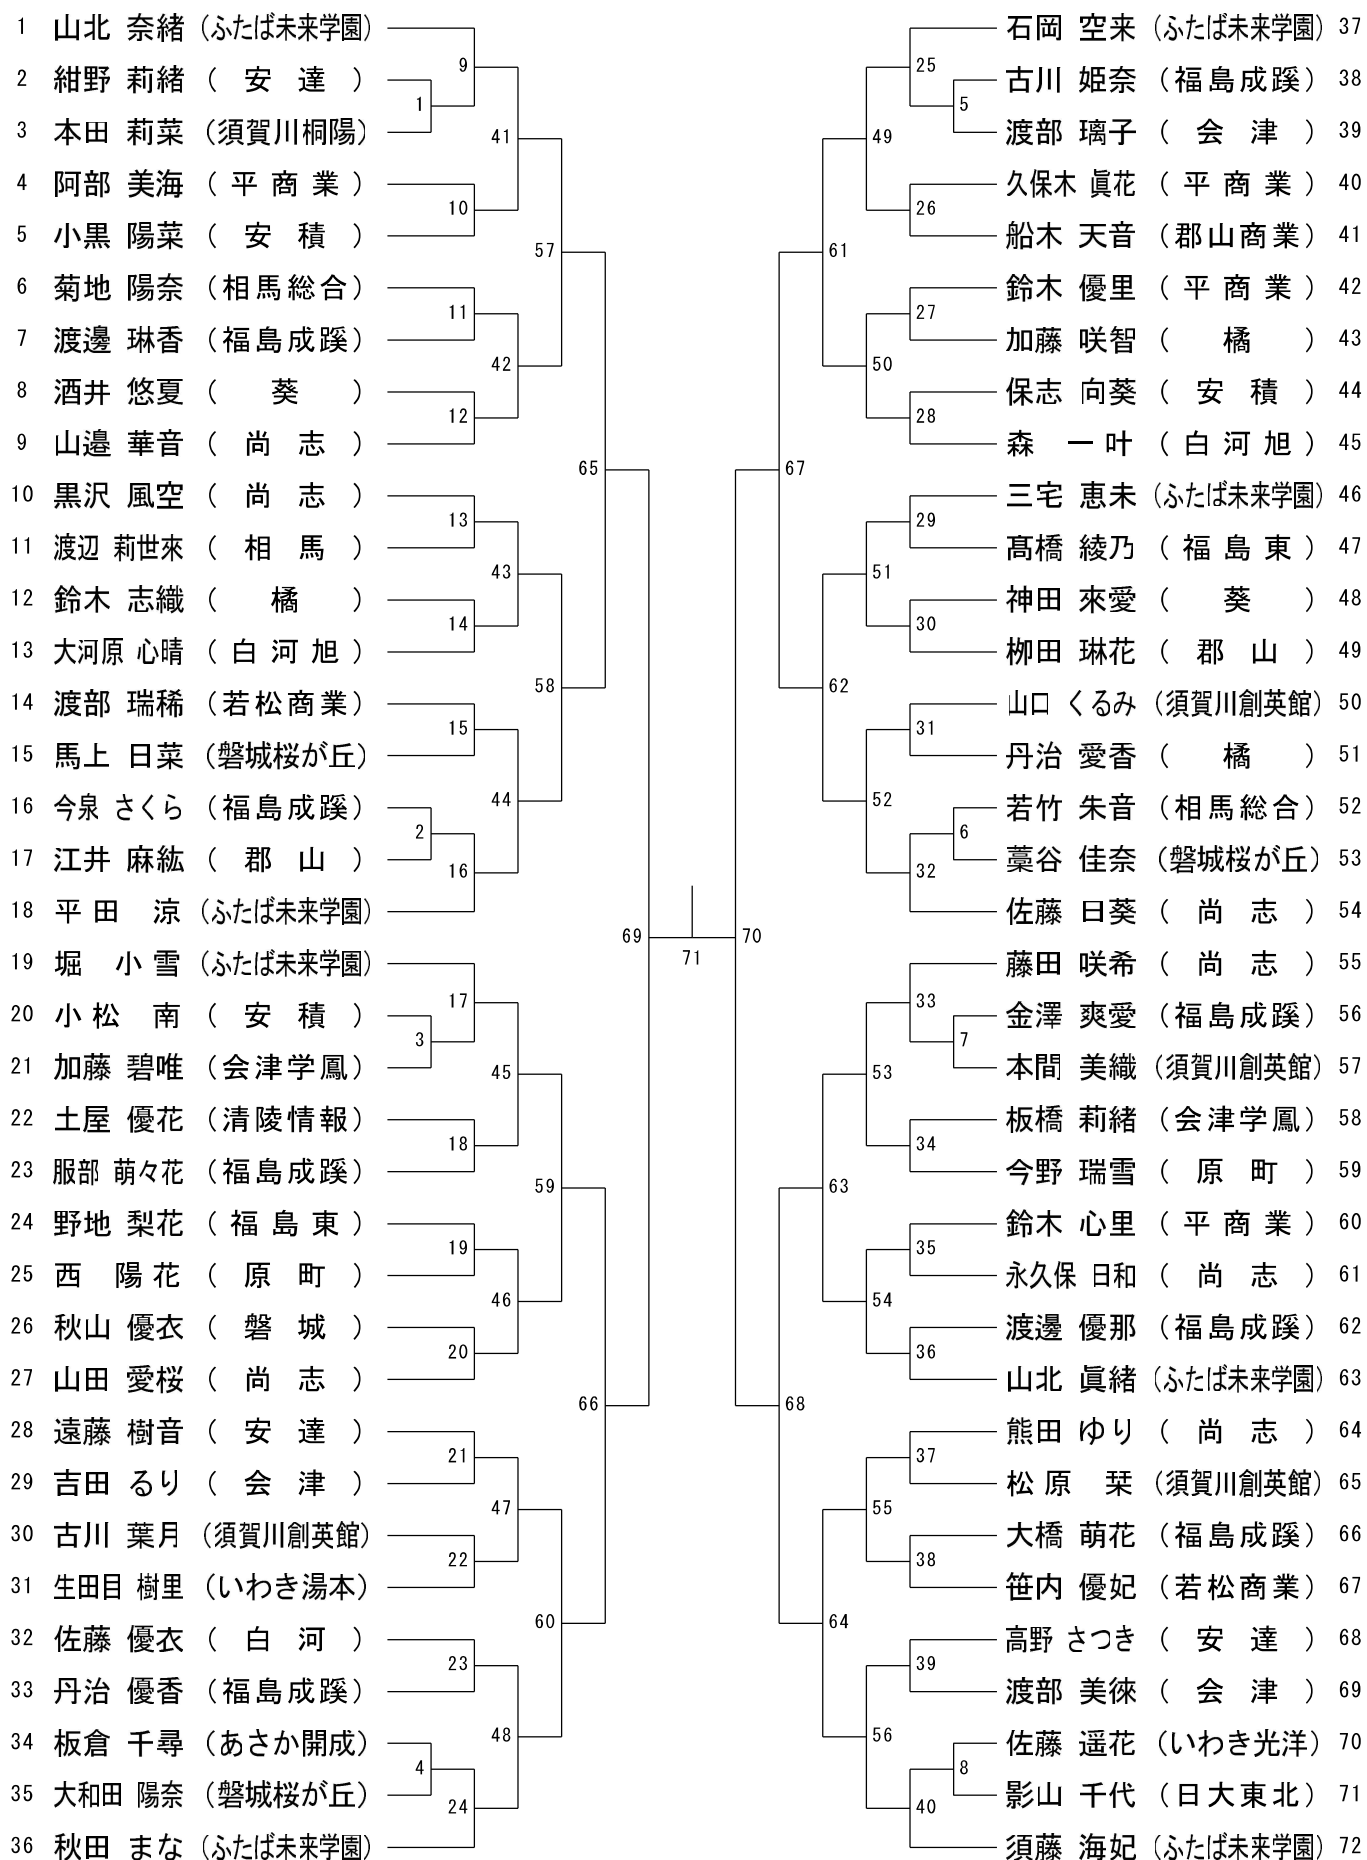 1 山北 奈緒 (ふたば未来学園)
2 紺野 莉緒 ( 安 達 )
3 本田 莉菜 (須賀川桐陽)
4 阿部 美海 ( 平 商 業 )
5 小黒 陽菜 ( 安 積 )
6 菊地 陽奈 (相馬総合)
7 渡邊 琳香 (福島成蹊)
8 酒井 悠夏 ( 葵 )
9 山邉 華音 ( 尚 志 )
10 黒沢 風空 ( 尚 志 )
11 渡辺 莉世來 ( 相 馬 )
12 鈴木 志織 ( 橘 )
13 大河原 心晴 ( 白 河 旭 )
14 渡部 瑞稀 (若松商業)
15 馬上 日菜 (磐城桜が丘)
16 今泉 さくら (福島成蹊)
17 江井 麻紘 ( 郡 山 )
18 平 田 涼 (ふたば未来学園)
19 堀 小 雪 (ふたば未来学園)
20 小 松 南 ( 安 積 )
21 加藤 碧唯 (会津学鳳)
22 土屋 優花 (清陵情報)
23 服部 萌々花 (福島成蹊)
24 野地 梨花 ( 福 島 東 )
25 西 陽 花 ( 原 町 )
26 秋山 優衣 ( 磐 城 )
27 山田 愛桜 ( 尚 志 )
28 遠藤 樹音 ( 安 達 )
29 吉田 るり ( 会 津 )
30 古川 葉月 (須賀川創英館)
31 生田目 樹里 (いわき湯本)
32 佐藤 優衣 ( 白 河 )
33 丹治 優香 (福島成蹊)
34 板倉 千尋 (あさか開成)
35 大和田 陽奈 (磐城桜が丘)
36 秋田 まな (ふたば未来学園)
1
2
3
4
9
10
11
12
13
14
15
16
17
18
19
20
21
22
23
24
41
42
43
44
45
46
47
48
57
58
59
60
65
66
69
71
70
67
68
61
62
63
64
49
50
51
52
53
54
55
56
25
26
27
28
29
30
31
32
33
34
35
36
37
38
39
40
5
6
7
8
石岡 空来 (ふたば未来学園) 37
古川 姫奈 (福島成蹊) 38
渡部 璃子 ( 会 津 ) 39
久保木 眞花 ( 平 商 業 ) 40
船木 天音 (郡山商業) 41
鈴木 優里 ( 平 商 業 ) 42
加藤 咲智 ( 橘 ) 43
保志 向葵 ( 安 積 ) 44
森 一 叶 ( 白 河 旭 ) 45
三宅 恵未 (ふたば未来学園) 46
髙橋 綾乃 ( 福 島 東 ) 47
神田 來愛 ( 葵 ) 48
栁田 琳花 ( 郡 山 ) 49
山口 くるみ (須賀川創英館) 50
丹治 愛香 ( 橘 ) 51
若竹 朱音 (相馬総合) 52
藁谷 佳奈 (磐城桜が丘) 53
佐藤 日葵 ( 尚 志 ) 54
藤田 咲希 ( 尚 志 ) 55
金澤 爽愛 (福島成蹊) 56
本間 美織 (須賀川創英館) 57
板橋 莉緒 (会津学鳳) 58
今野 瑞雪 ( 原 町 ) 59
鈴木 心里 ( 平 商 業 ) 60
永久保 日和 ( 尚 志 ) 61
渡邊 優那 (福島成蹊) 62
山北 眞緒 (ふたば未来学園) 63
熊田 ゆり ( 尚 志 ) 64
松 原 栞 (須賀川創英館) 65
大橋 萌花 (福島成蹊) 66
笹内 優妃 (若松商業) 67
高野 さつき ( 安 達 ) 68
渡部 美徠 ( 会 津 ) 69
佐藤 遥花 (いわき光洋) 70
影山 千代 (日大東北) 71
須藤 海妃 (ふたば未来学園) 72